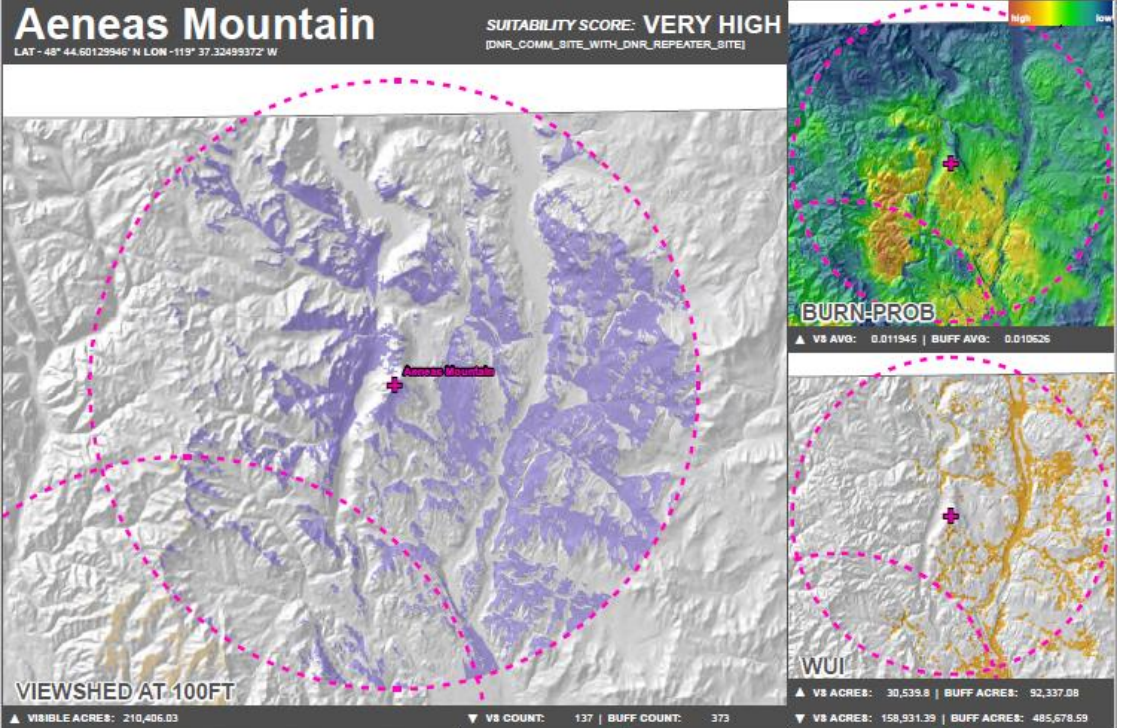 Aeneas Mountain
SUITABILITY SCORE: VERY HIGH
LAT - 48° 44.60129946' N LON -119° 37.32499372' W
[DNR_COMM_SITE_WITH_DNR_REPEATER_SITE]
Aeneas Mountain
VIEWSHED AT 100FT
▲ VISIBLE ACRES: 210,406.03
▼ VS COUNT: 137 | BUFF COUNT: 373
high low
BURN-PROB
▲ VS AVG: 0.011945 | BUFF AVG: 0.010626
WUI
▲ VS ACRES: 30,539.8 | BUFF ACRES: 92,337.08
▼ VS ACRES: 158,931.39 | BUFF ACRES: 485,678.59